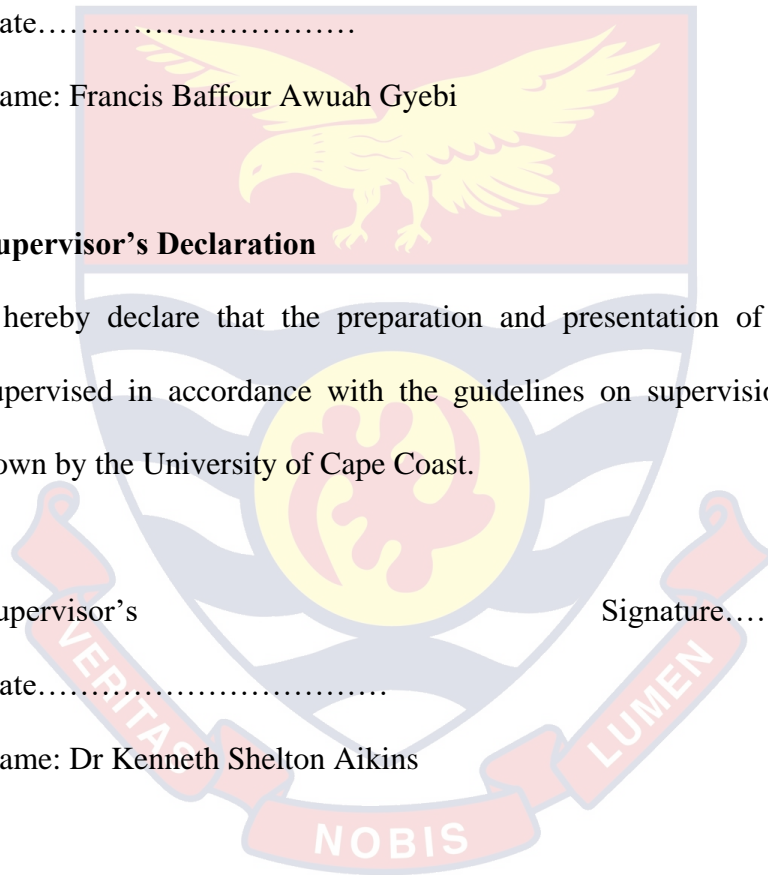 ate…………………………
ame: Francis Baffour Awuah Gyebi
upervisor’s Declaration
hereby declare that the preparation and presentation of
upervised in accordance with the guidelines on supervisio
own by the University of Cape Coast.
upervisor’s Signature….
ate……………………………
ame: Dr Kenneth Shelton Aikins
VERITAS NOBIS LUMEN